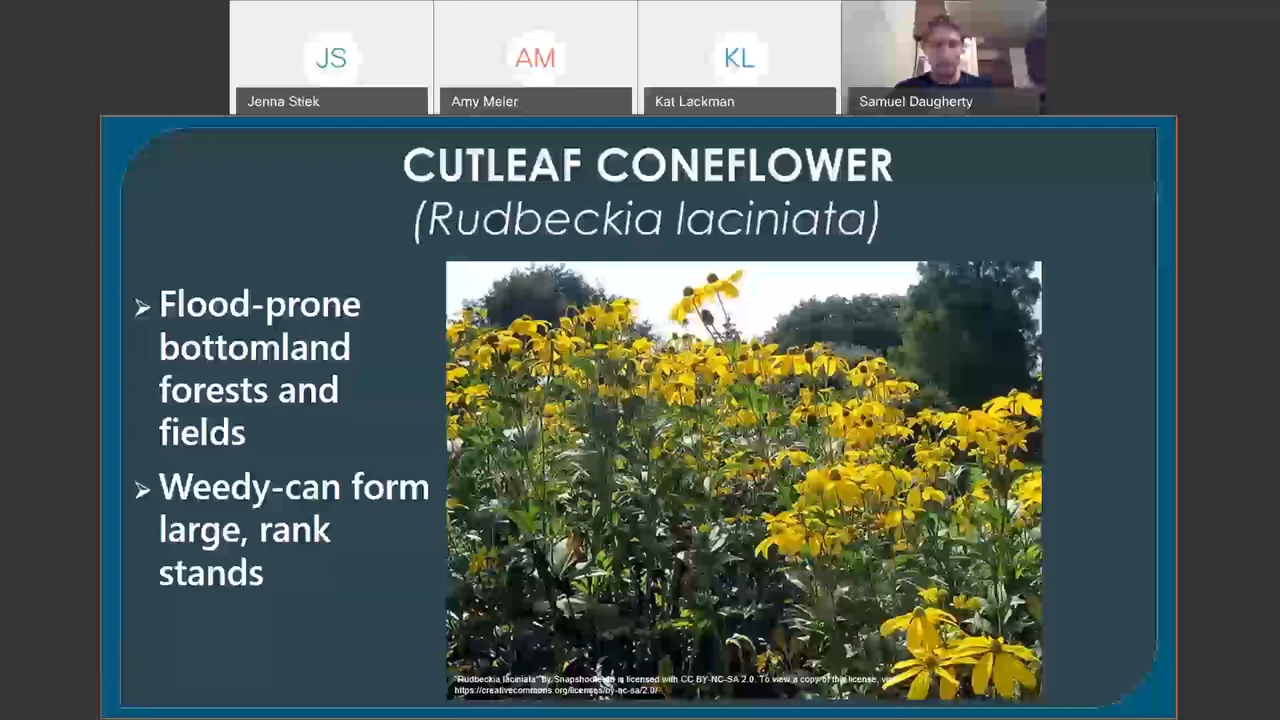 JS
AM
KL
Jenna Stiek
Amy Meier
Kat Lackman
Samuel Daugherty
CUTLEAF CONEFLOWER
(Rudbeckia laciniata)
Flood-prone
bottomland
forests and
fields
Weedy-can form
large, rank
stands
"Rudbeckia laciniata" by is licensed with CC BY-NC-SA 2.0. To view a copy of this license,
https://creativecommons.org/licenses/by-nc-sa/2.0/